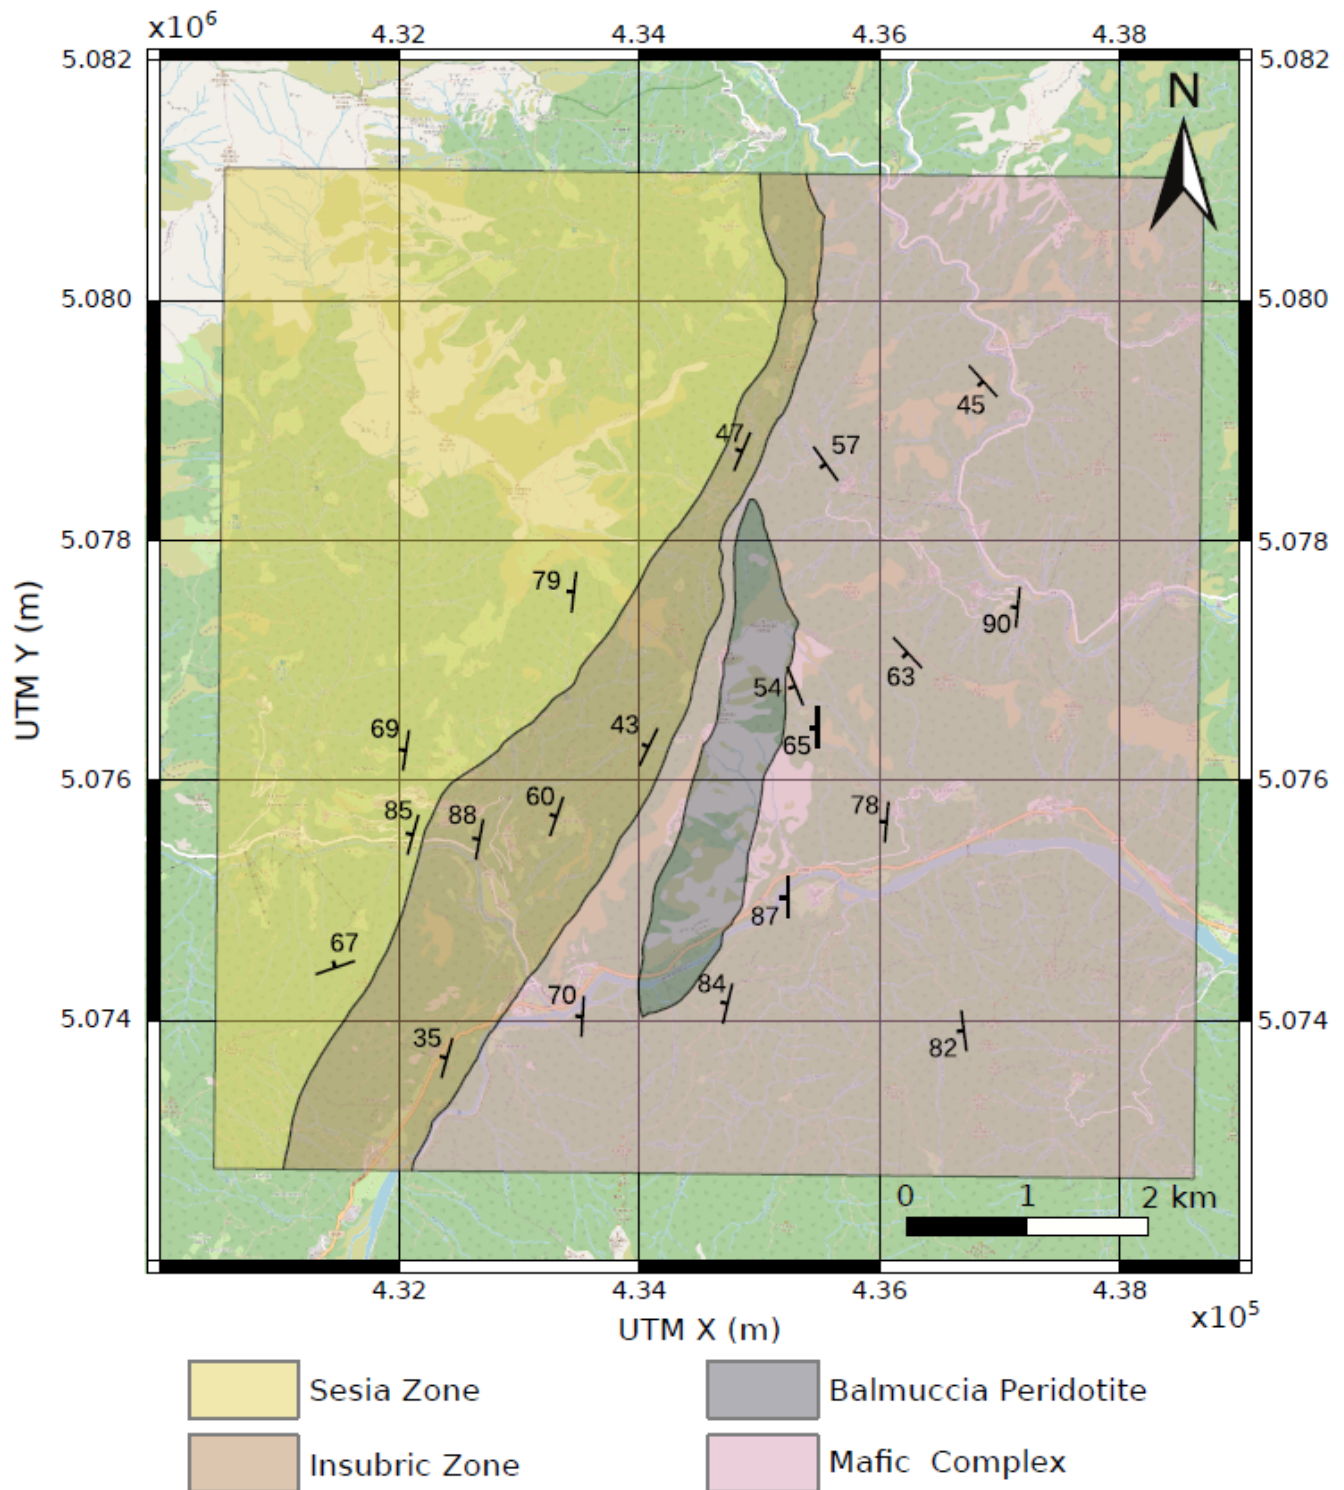 x10⁶
4.32 4.34 4.36 4.38
5.082 5.082
N
5.080 5.080
45
47 57
5.078 5.078
79
90
63
54
69 43 65
5.076 5.076
60 78
85 88
87
67
84
70
5.074 5.074
35 82
0 1 2 km
4.32 4.34 4.36 4.38
x10⁵
UTM X (m)
UTM Y (m)
Sesia Zone Balmuccia Peridotite
Insubric Zone Mafic Complex